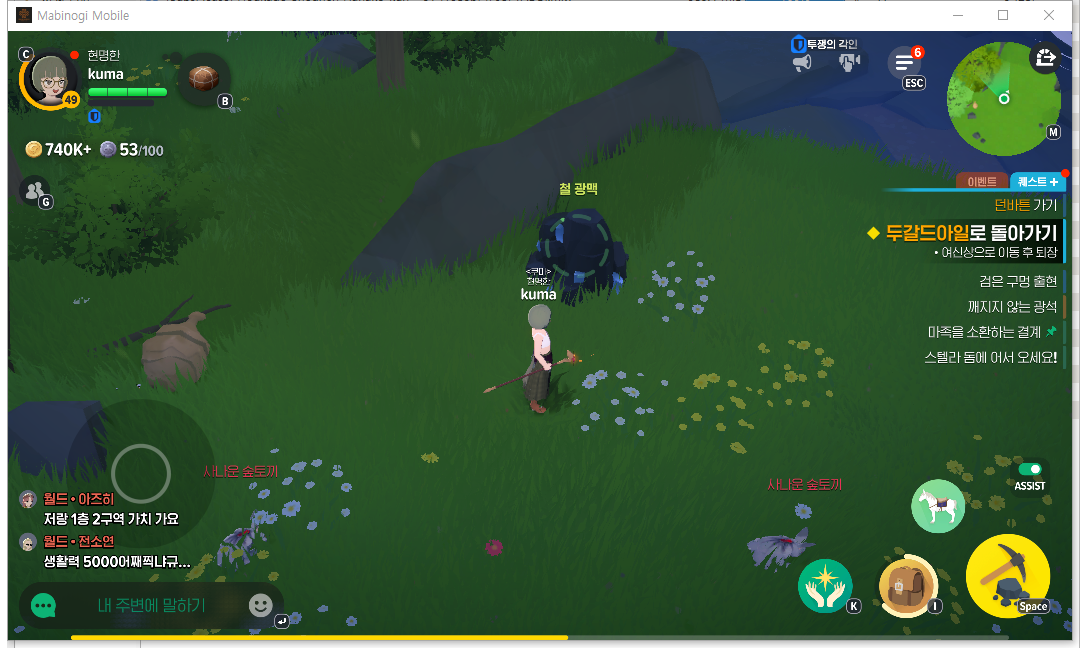 Mabinogi Mobile
C
현명한
kuma
49
B
740K+
53/100
G
투쟁의 각인
6
ESC
M
이벤트
퀘스트 +
던바튼 가기
두갈드아일로 돌아가기
• 여신상으로 이동 후 퇴장
검은 구멍 출현
깨지지 않는 광석
마족을 소환하는 결계
스텔라 돔에 어서 오세요!
철 광맥
<쿠마>
현명한
kuma
사나운 숲토끼
사나운 숲토끼
월드 • 아즈히
저랑 1층 2구역 가치 가요
월드 • 전소연
생활력 5000어째찍냐규...
내 주변에 말하기
ASSIST
K
I
Space